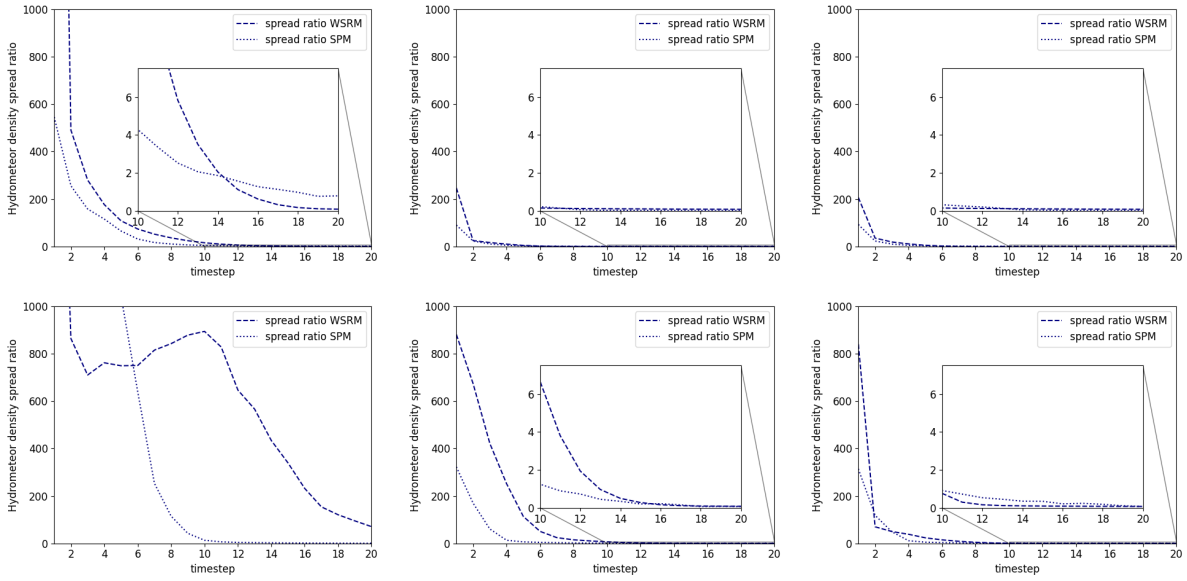 1000
800
600
400
200
0
Hydrometeor density spread ratio
spread ratio WSRM
spread ratio SPM
6
4
2
0
10 12 14 16 18 20
2 4 6 8 10 12 14 16 18 20
timestep
1000
800
600
400
200
0
Hydrometeor density spread ratio
spread ratio WSRM
spread ratio SPM
6
4
2
0
10 12 14 16 18 20
2 4 6 8 10 12 14 16 18 20
timestep
1000
800
600
400
200
0
Hydrometeor density spread ratio
spread ratio WSRM
spread ratio SPM
6
4
2
0
10 12 14 16 18 20
2 4 6 8 10 12 14 16 18 20
timestep
1000
800
600
400
200
0
Hydrometeor density spread ratio
spread ratio WSRM
spread ratio SPM
2 4 6 8 10 12 14 16 18 20
timestep
1000
800
600
400
200
0
Hydrometeor density spread ratio
spread ratio WSRM
spread ratio SPM
6
4
2
0
10 12 14 16 18 20
2 4 6 8 10 12 14 16 18 20
timestep
1000
800
600
400
200
0
Hydrometeor density spread ratio
spread ratio WSRM
spread ratio SPM
6
4
2
0
10 12 14 16 18 20
2 4 6 8 10 12 14 16 18 20
timestep